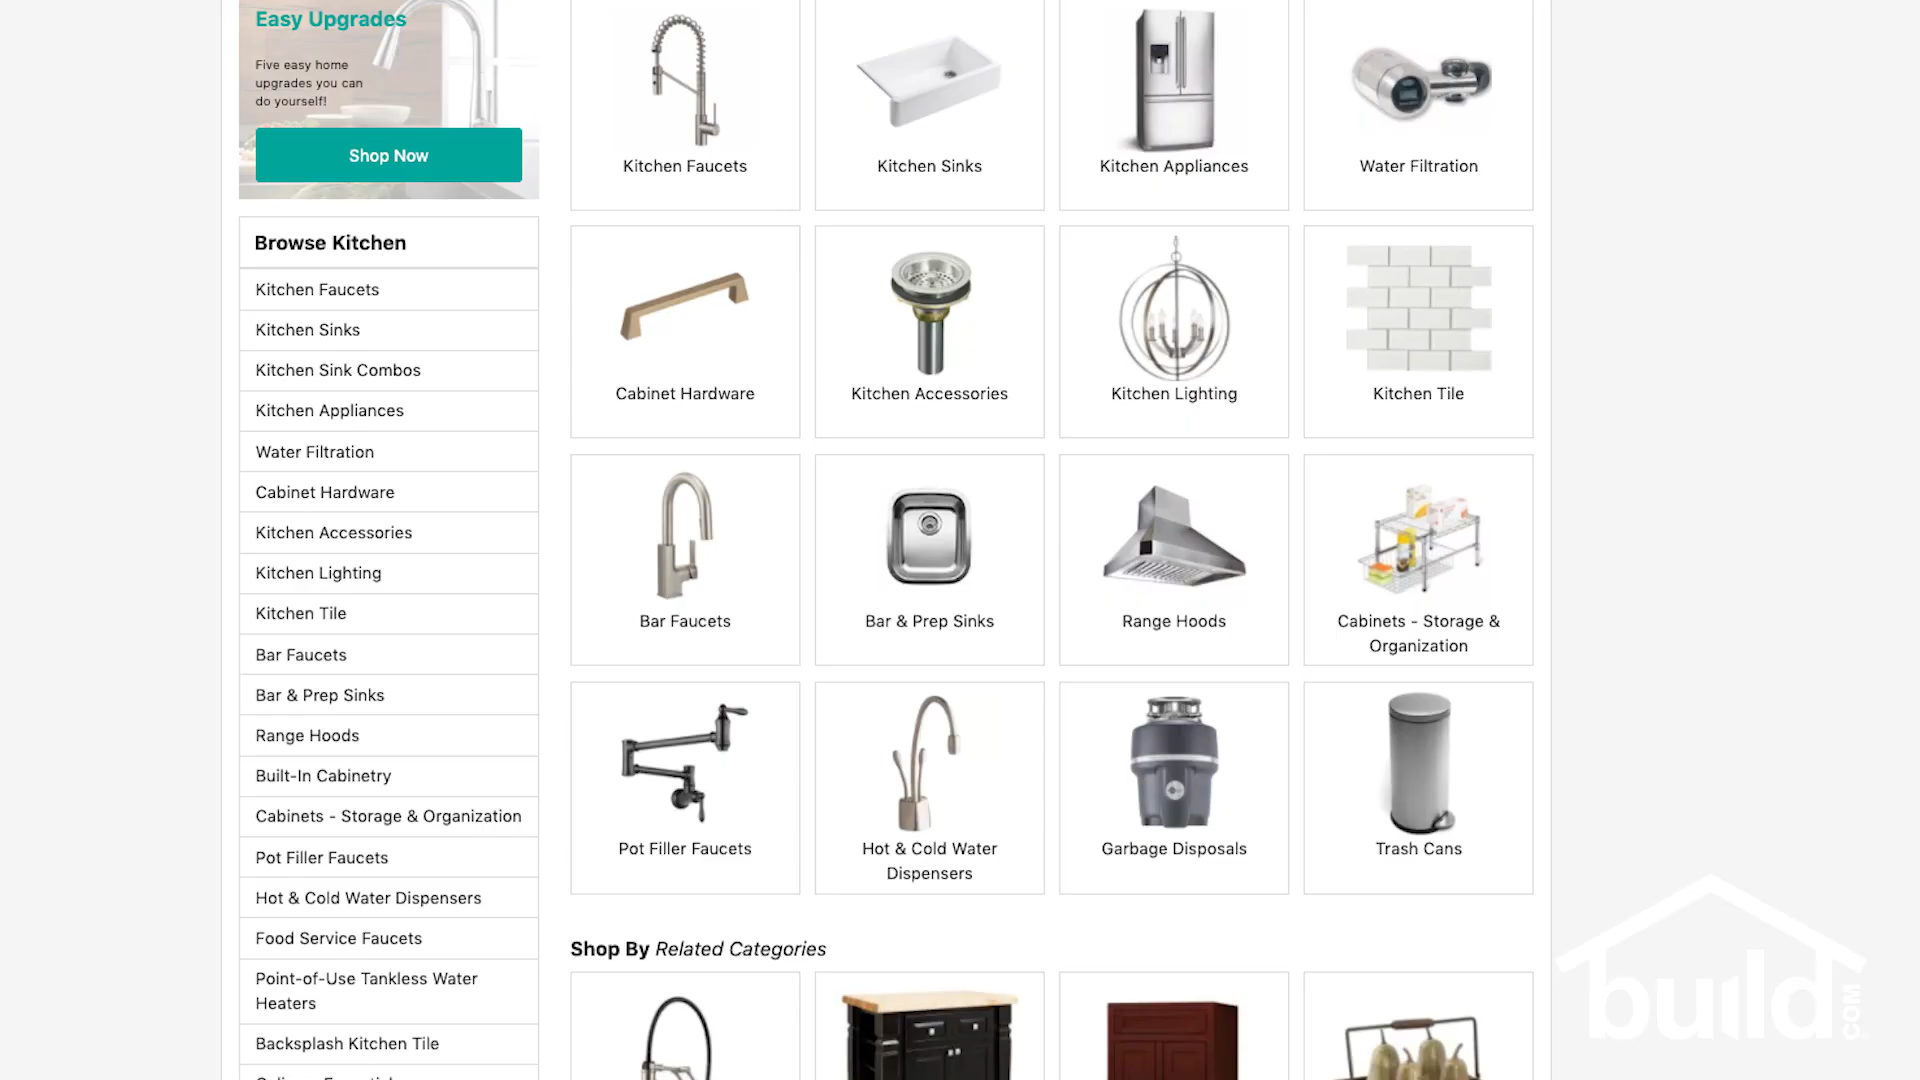 Easy Upgrades
Five easy home
upgrades you can
do yourself!
Shop Now
Browse Kitchen
Kitchen Faucets
Kitchen Sinks
Kitchen Sink Combos
Kitchen Appliances
Water Filtration
Cabinet Hardware
Kitchen Accessories
Kitchen Lighting
Kitchen Tile
Bar Faucets
Bar & Prep Sinks
Range Hoods
Built-In Cabinetry
Cabinets - Storage & Organization
Pot Filler Faucets
Hot & Cold Water Dispensers
Food Service Faucets
Point-of-Use Tankless Water
Heaters
Backsplash Kitchen Tile
Kitchen Faucets
Kitchen Sinks
Kitchen Appliances
Water Filtration
Cabinet Hardware
Kitchen Accessories
Kitchen Lighting
Kitchen Tile
Bar Faucets
Bar & Prep Sinks
Range Hoods
Cabinets - Storage &
Organization
Pot Filler Faucets
Hot & Cold Water
Dispensers
Garbage Disposals
Trash Cans
Shop By Related Categories
build.com